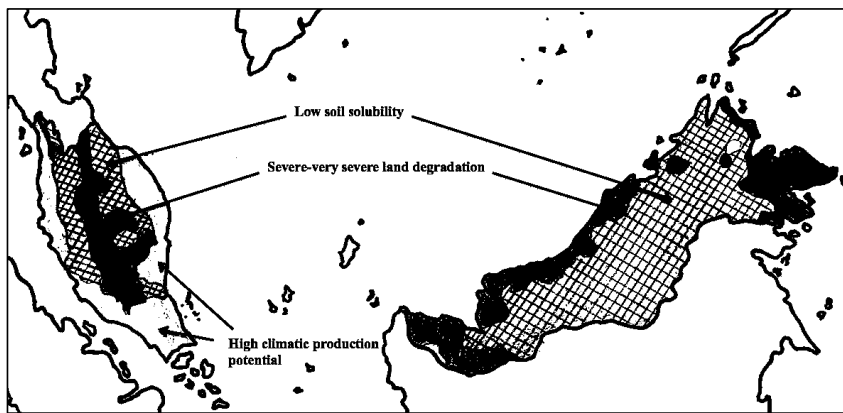 Low soil solubility
Severe-very severe land degradation
High climatic production
potential